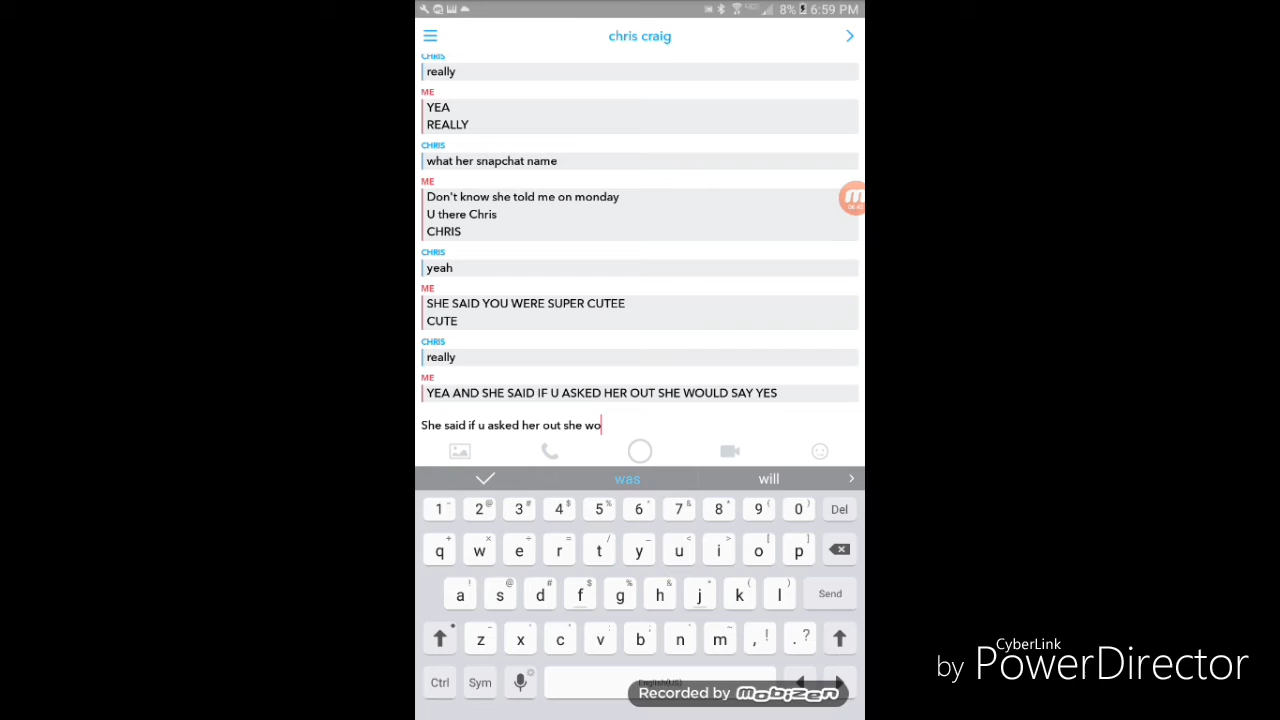 8% 6:59 PM
chris craig
CHRIS
really
ME
YEA
REALLY
CHRIS
what her snapchat name
ME
Don't know she told me on monday
U there Chris
CHRIS
CHRIS
yeah
ME
SHE SAID YOU WERE SUPER CUTEE
CUTE
CHRIS
really
ME
YEA AND SHE SAID IF U ASKED HER OUT SHE WOULD SAY YES
She said if u asked her out she wo
was will
1 2 3 4 5 6 7 8 9 0 Del
q w e r t y u i o p
a s d f g h j k l Send
z x c v b n m , ! . ?
Ctrl Sym English(US)
Recorded by mobizen
CyberLink
by PowerDirector